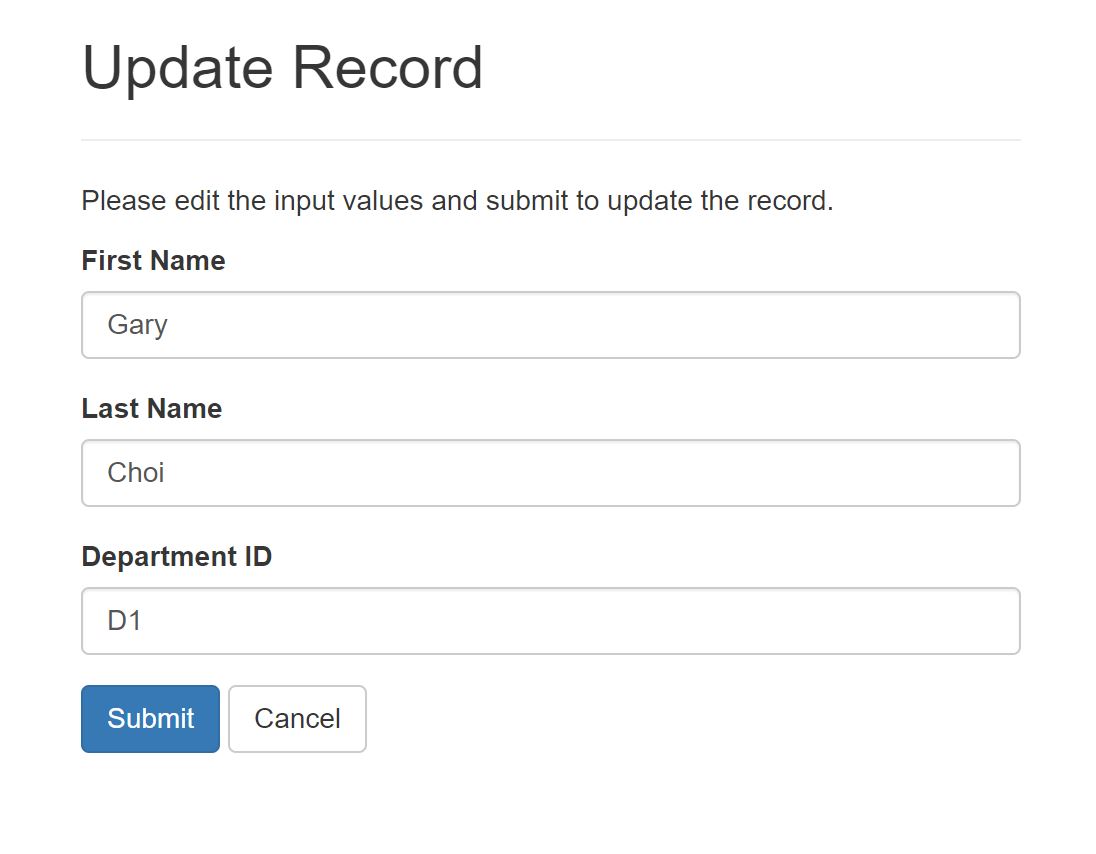 Update Record
Please edit the input values and submit to update the record.
First Name
Gary
Last Name
Choi
Department ID
D1
Submit Cancel